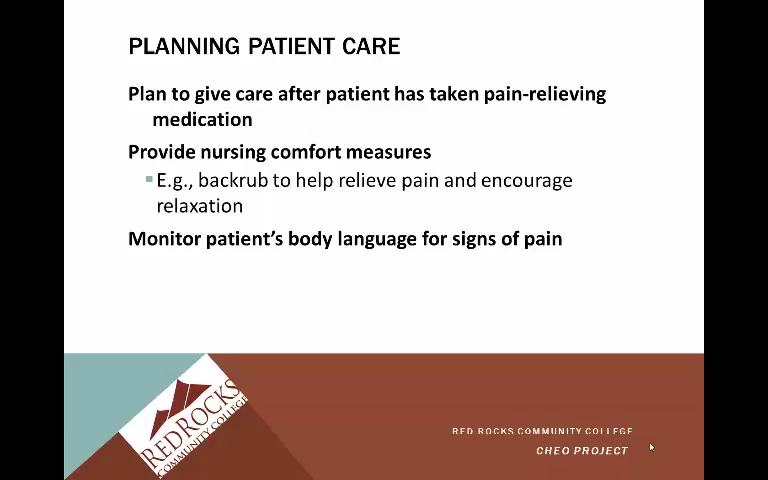 PLANNING PATIENT CARE
Plan to give care after patient has taken pain-relieving
medication
Provide nursing comfort measures
E.g., backrub to help relieve pain and encourage
relaxation
Monitor patient's body language for signs of pain
RED ROCKS
COMMUNITY COLLEGE
RED ROCKS COMMUNITY COLLEGE
CHEO PROJECT